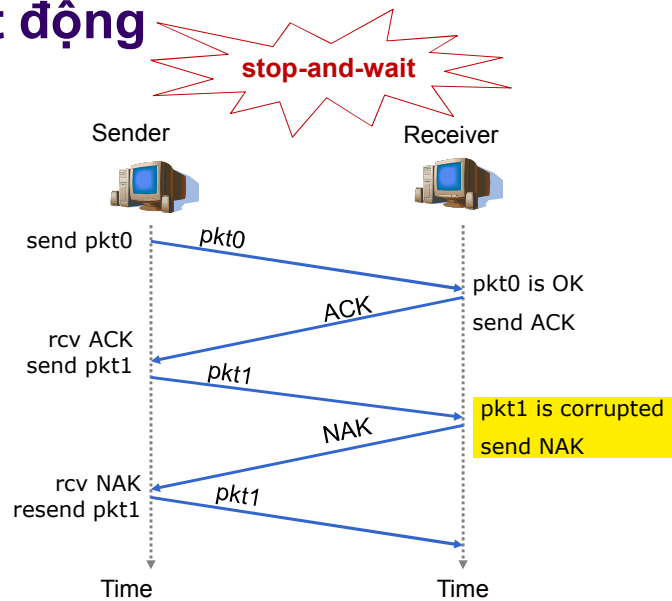 t động
stop-and-wait
Sender
Receiver
send pkt0
pkt0
pkt0 is OK
ACK
send ACK
rcv ACK
send pkt1
pkt1
pkt1 is corrupted
NAK
send NAK
rcv NAK
resend pkt1
pkt1
Time
Time